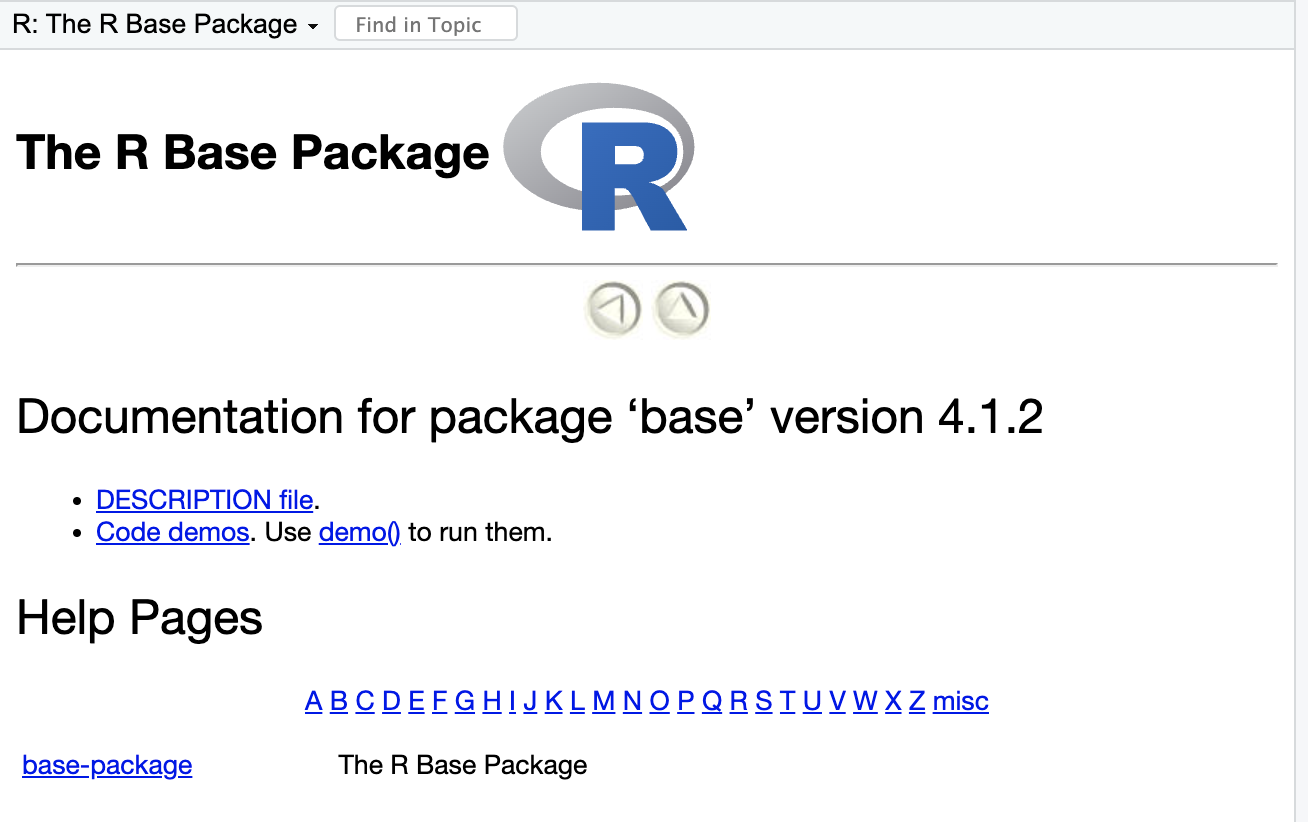 R: The R Base Package Find in Topic
The R Base Package R
Documentation for package ‘base’ version 4.1.2
• DESCRIPTION file.
• Code demos. Use demo() to run them.
Help Pages
A B C D E F G H I J K L M N O P Q R S T U V W X Z misc
base-package The R Base Package